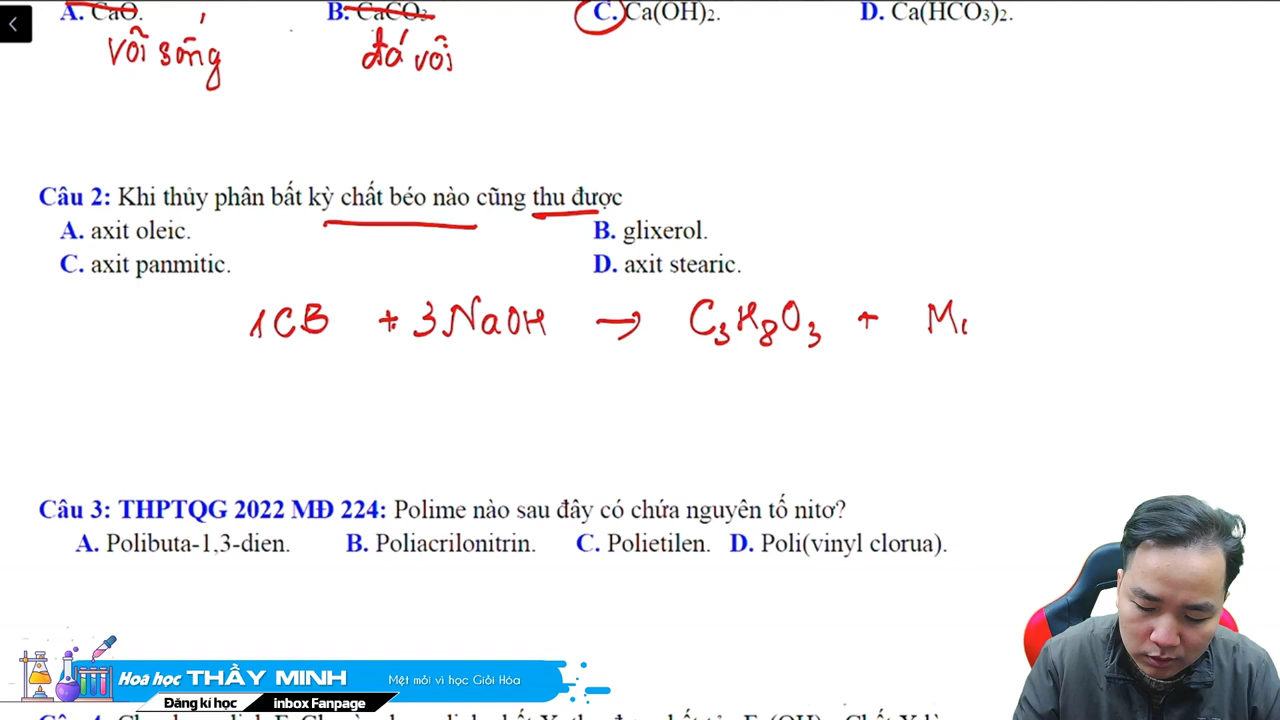 A. CaO. B. CaCO3 C. Ca(OH)2. D. Ca(HCO3)2.
vôi sống đá vôi
Câu 2: Khi thủy phân bất kỳ chất béo nào cũng thu được
A. axit oleic. B. glixerol.
C. axit panmitic. D. axit stearic.
1CB + 3NaOH → C3H8O3 + M
Câu 3: THPTQG 2022 MĐ 224: Polime nào sau đây có chứa nguyên tố nitơ?
A. Polibuta-1,3-dien. B. Poliacrilonitrin. C. Polietilen. D. Poli(vinyl clorua).
Hoá học THẦY MINH Mệt mỏi vì học Giỏi Hóa
Đăng kí học inbox Fanpage